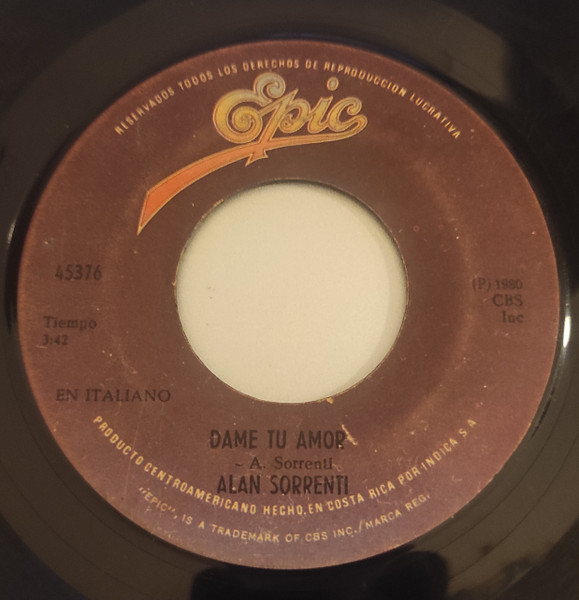 RESERVADOS TODOS LOS DERECHOS DE REPRODUCCION LUCRATIVA
Epic
45376
(P) 1980
CBS
Inc
Tiempo
3:42
EN ITALIANO
DAME TU AMOR
- A. Sorrenti
ALAN SORRENTI
PRODUCTO CENTROAMERICANO HECHO. EN COSTA RICA POR INDICA S A
"EPIC", IS A TRADEMARK OF CBS INC./MARCA REG.